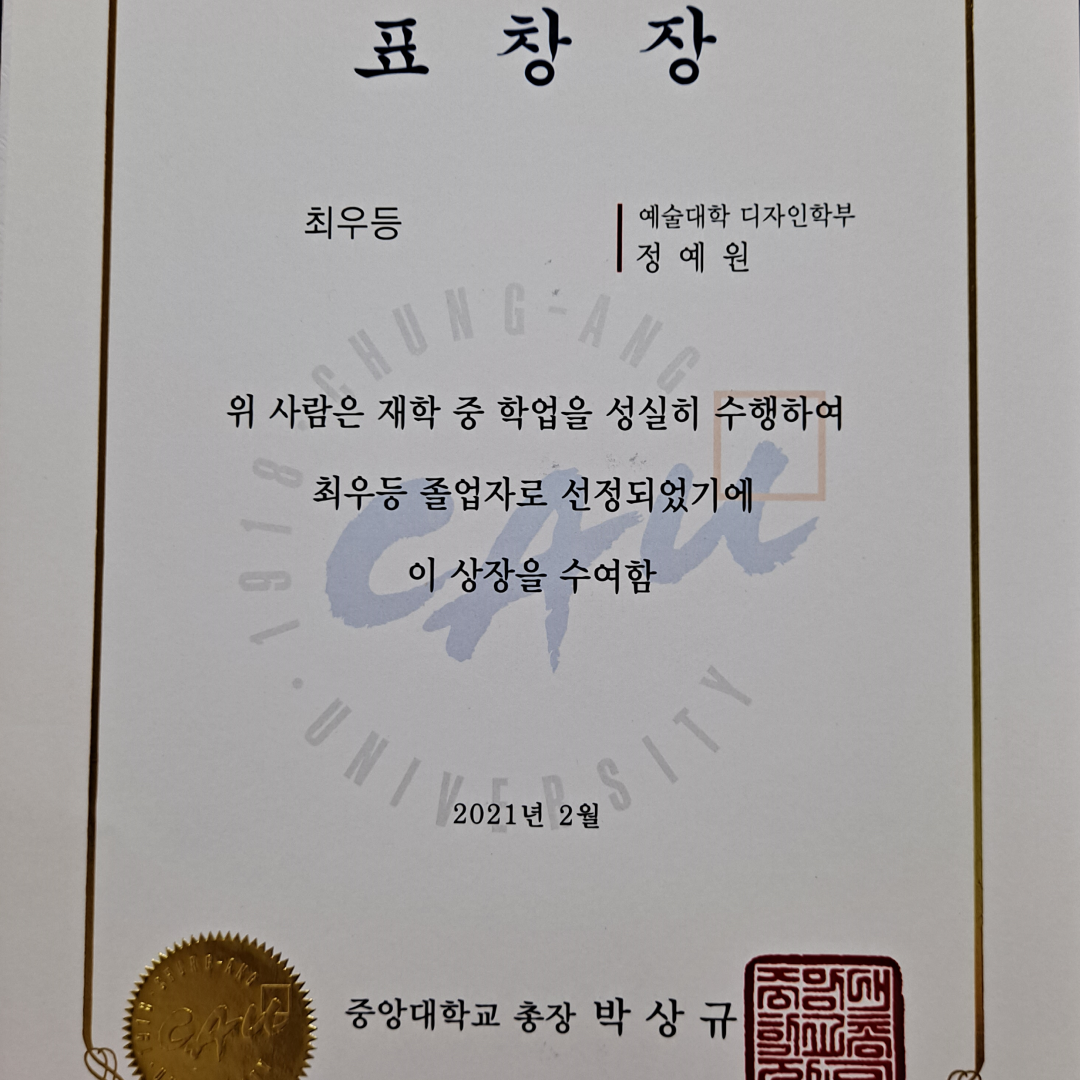 표 창 장
최우등
예술대학 디자인학부
정 예 원
위 사람은 재학 중 학업을 성실히 수행하여
최우등 졸업자로 선정되었기에
이 상장을 수여함
CHUNG-ANG
1918
UNIVERSITY
CAU
2021년 2월
중앙대학교 총장 박 상 규
CHUNG-ANG
CAU